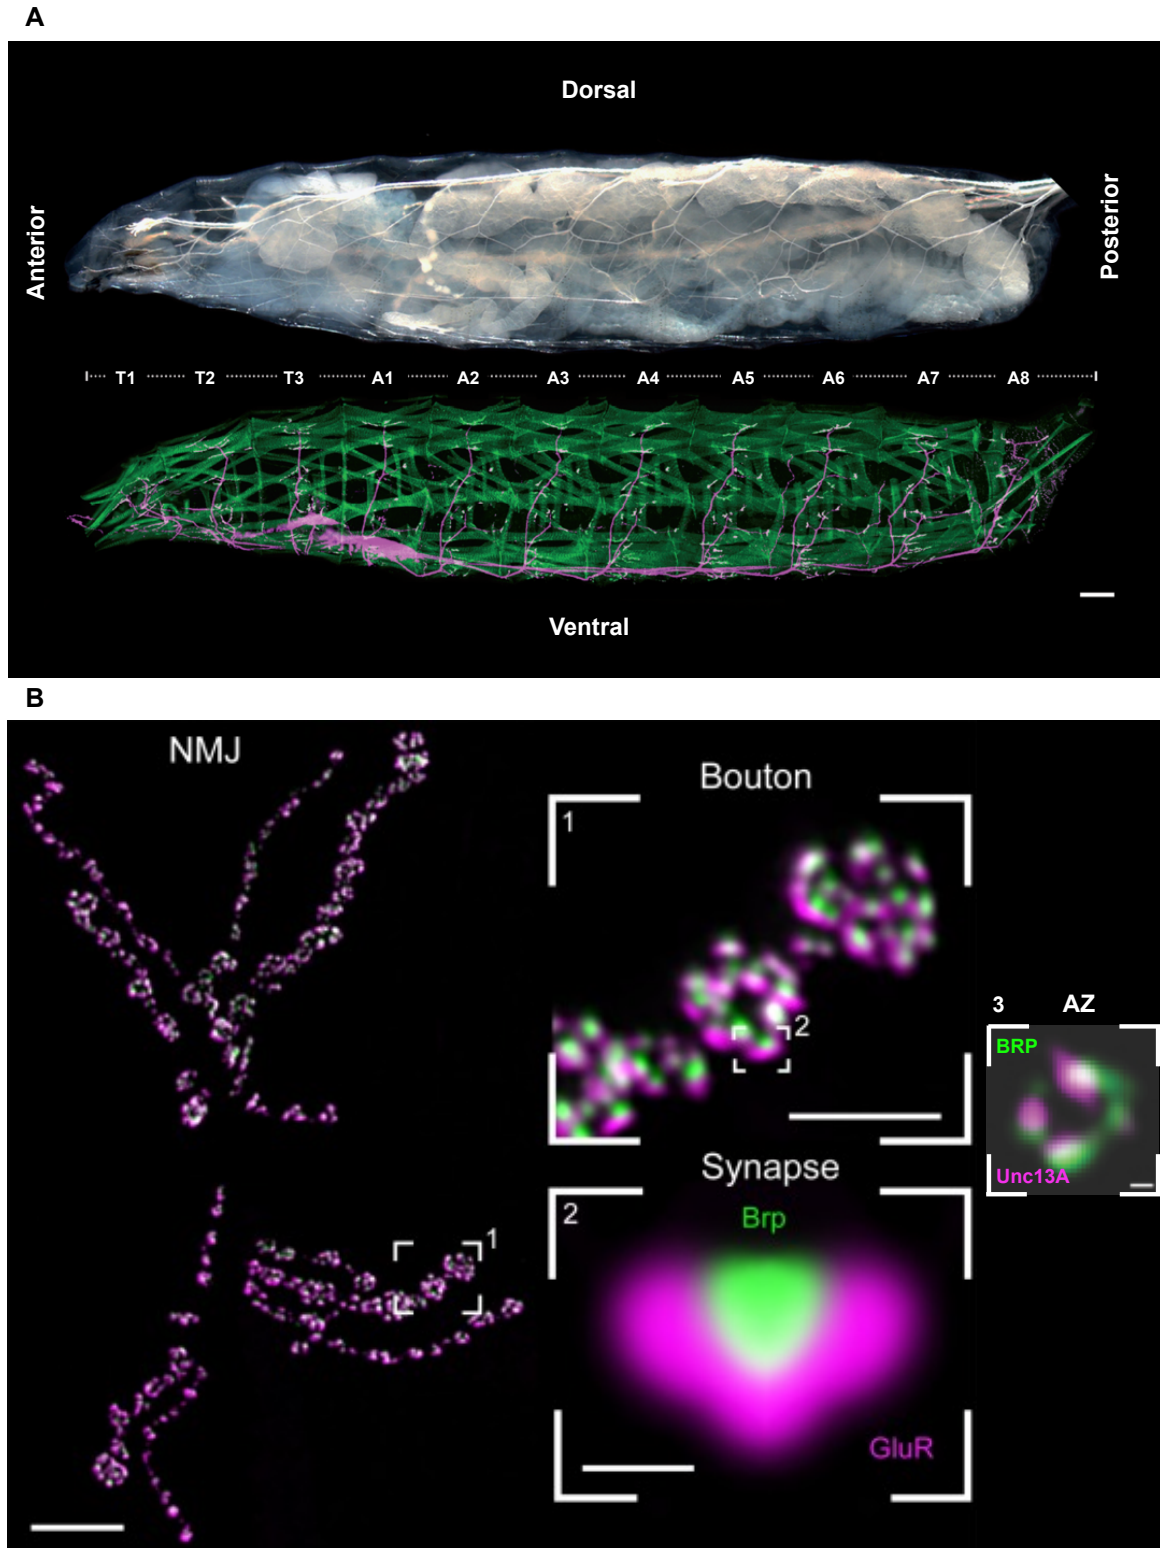 A
Dorsal
Anterior
Posterior
T1 T2 T3 A1 A2 A3 A4 A5 A6 A7 A8
Ventral
B
NMJ
Bouton
1
2
3 AZ
BRP
Unc13A
Synapse
1
2
Brp
GluR